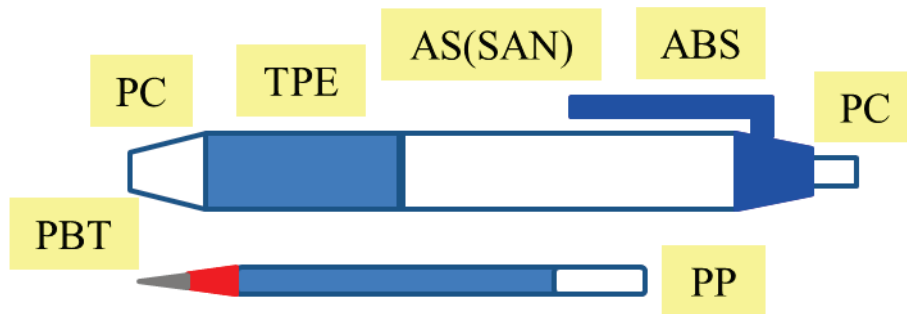 PC
TPE
AS(SAN)
ABS
PC
PBT
PP